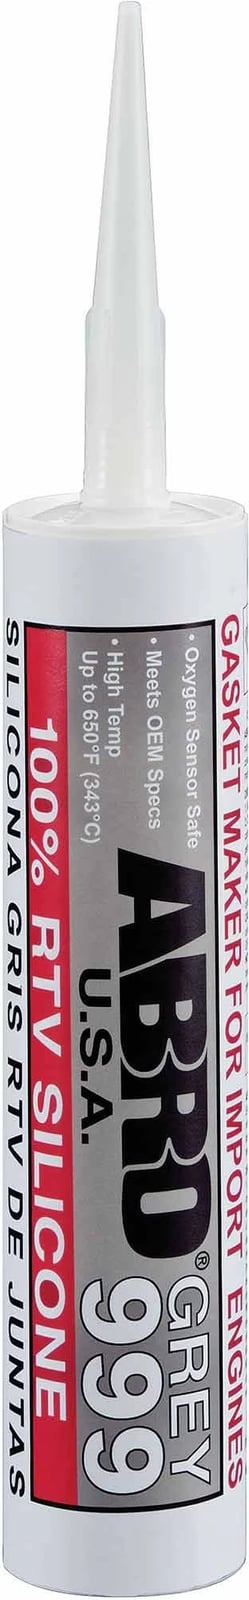 GASKET MAKER FOR IMPORT ENGINES
• Oxygen Sensor Safe
• Meets OEM Specs
• High Temp
Up to 650°F (343°C)
ABRO®
U.S.A.
GREY
999
100% RTV SILICONE
SILICONA GRIS RTV DE JUNTAS